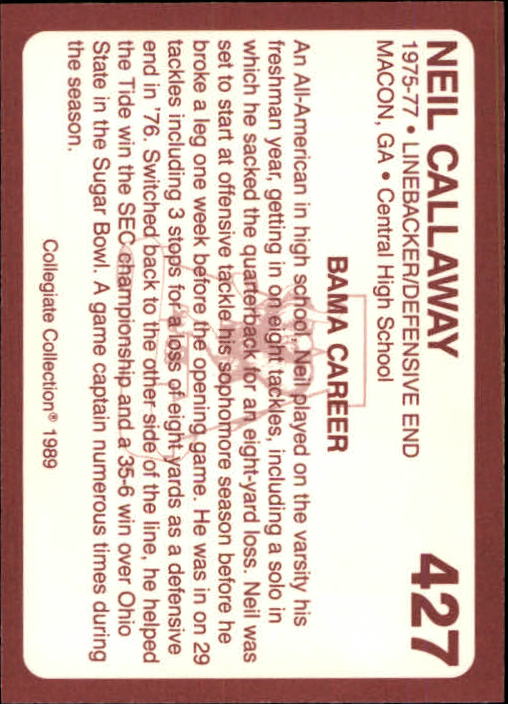 NEIL CALLAWAY 427
1975-77 • LINEBACKER/DEFENSIVE END
MACON, GA • Central High School
BAMA CAREER
An All-American in high school, Neil played on the varsity his
freshman year, getting in on eight tackles, including a solo in
which he sacked the quarterback for an eight-yard loss. Neil was
set to start at offensive tackle his sophomore season before he
broke a leg one week before the opening game. He was in on 29
tackles including 3 stops for a loss of eight yards as a defensive
end in '76. Switched back to the other side of the line, he helped
the Tide win the SEC championship and a 35-6 win over Ohio
State in the Sugar Bowl. A game captain numerous times during
the season.
Collegiate Collection® 1989